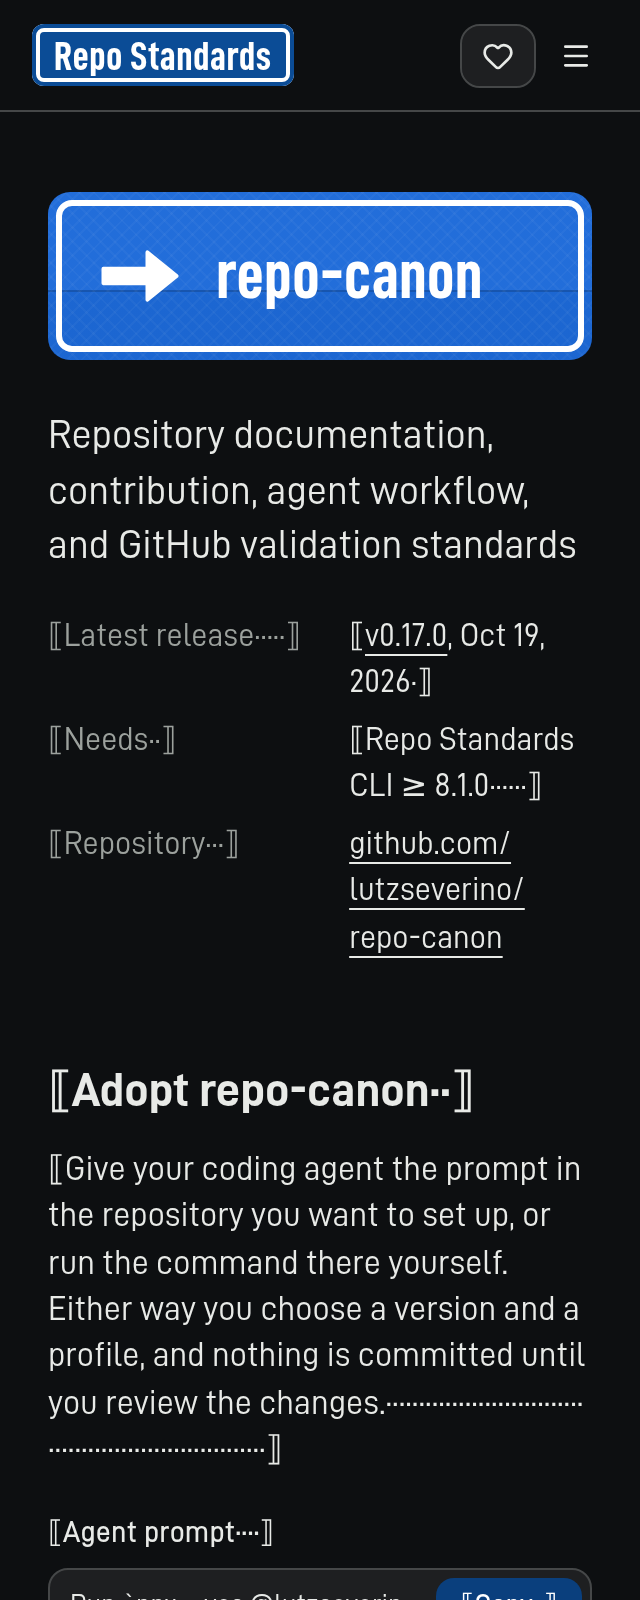 Repo Standards
repo-canon
Repository documentation,
contribution, agent workflow,
and GitHub validation standards
⟦Latest release·····⟧
⟦v0.17.0, Oct 19,
2026·⟧
⟦Needs··⟧
⟦Repo Standards
CLI ≥ 8.1.0······⟧
⟦Repository···⟧
github.com/
lutzseverino/
repo-canon
⟦Adopt repo-canon··⟧
⟦Give your coding agent the prompt in
the repository you want to set up, or
run the command there yourself.
Either way you choose a version and a
profile, and nothing is committed until
you review the changes.·····························
································⟧
⟦Agent prompt····⟧